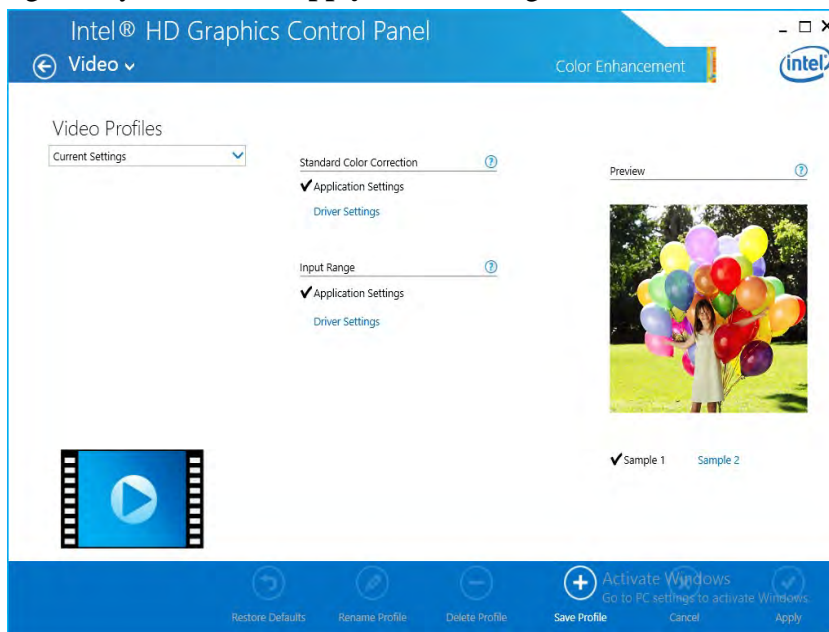 Intel® HD Graphics Control Panel
Video
Color Enhancement
intel
Video Profiles
Current Settings
Standard Color Correction
?
Application Settings
Driver Settings
Input Range
?
Application Settings
Driver Settings
Preview
?
Sample 1 Sample 2
Activate Windows
Go to PC settings to activate Windows.
Restore Defaults Rename Profile Delete Profile Save Profile Cancel Apply